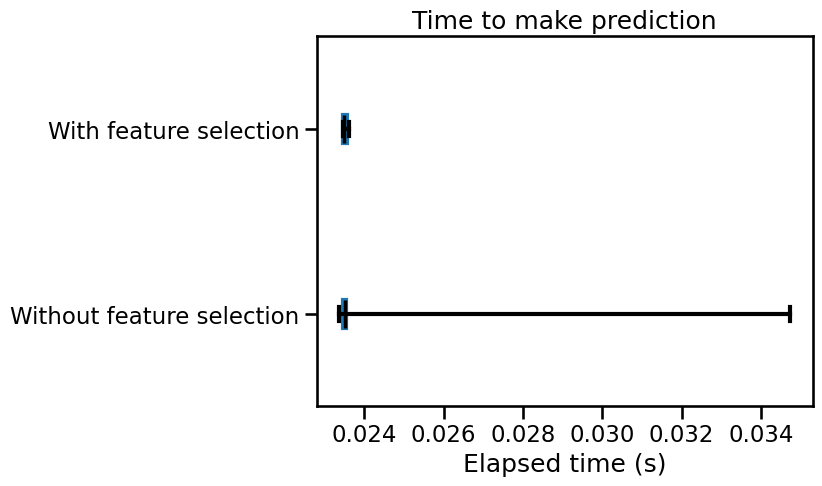 Time to make prediction
With feature selection
Without feature selection
0.024 0.026 0.028 0.030 0.032 0.034
Elapsed time (s)